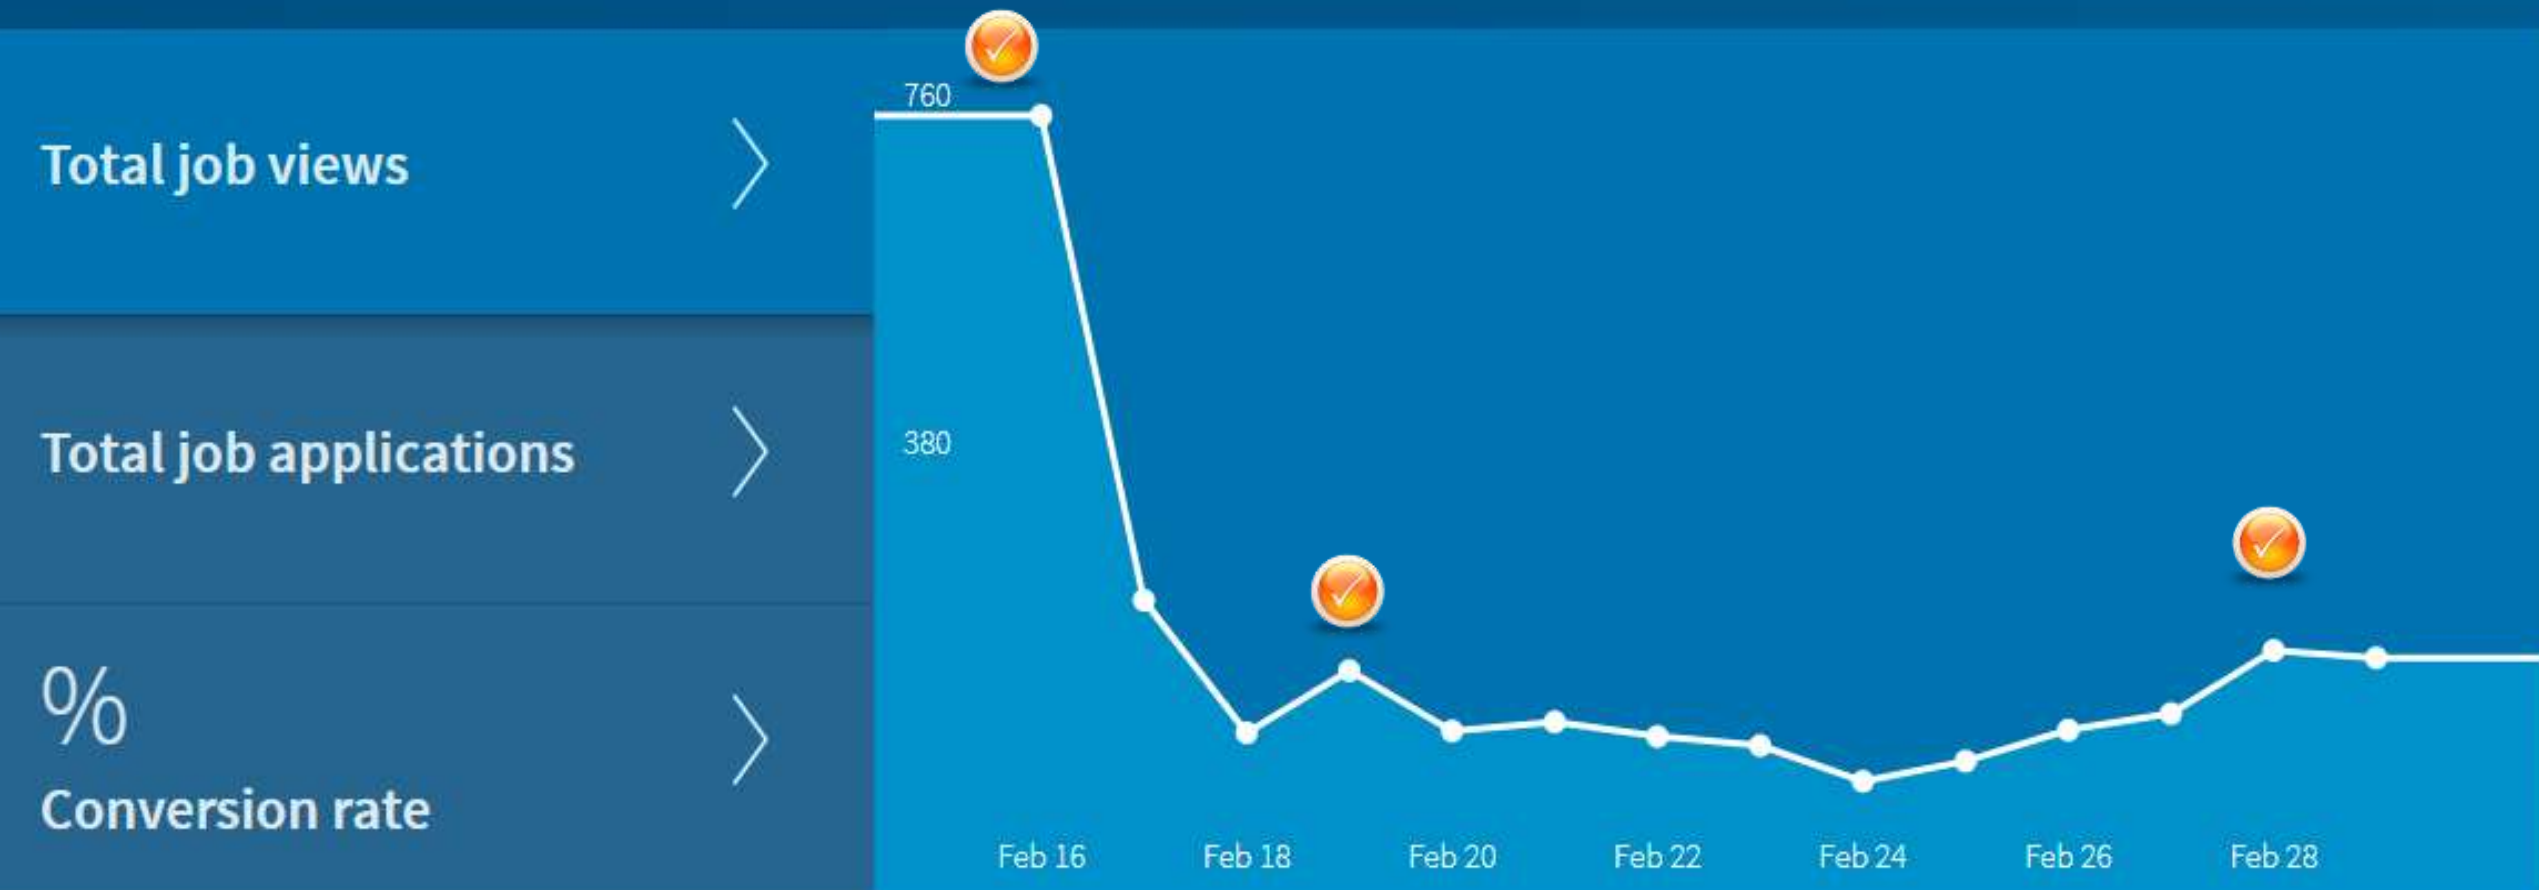 Total job views
Total job applications
%
Conversion rate
760
380
Feb 16 Feb 18 Feb 20 Feb 22 Feb 24 Feb 26 Feb 28